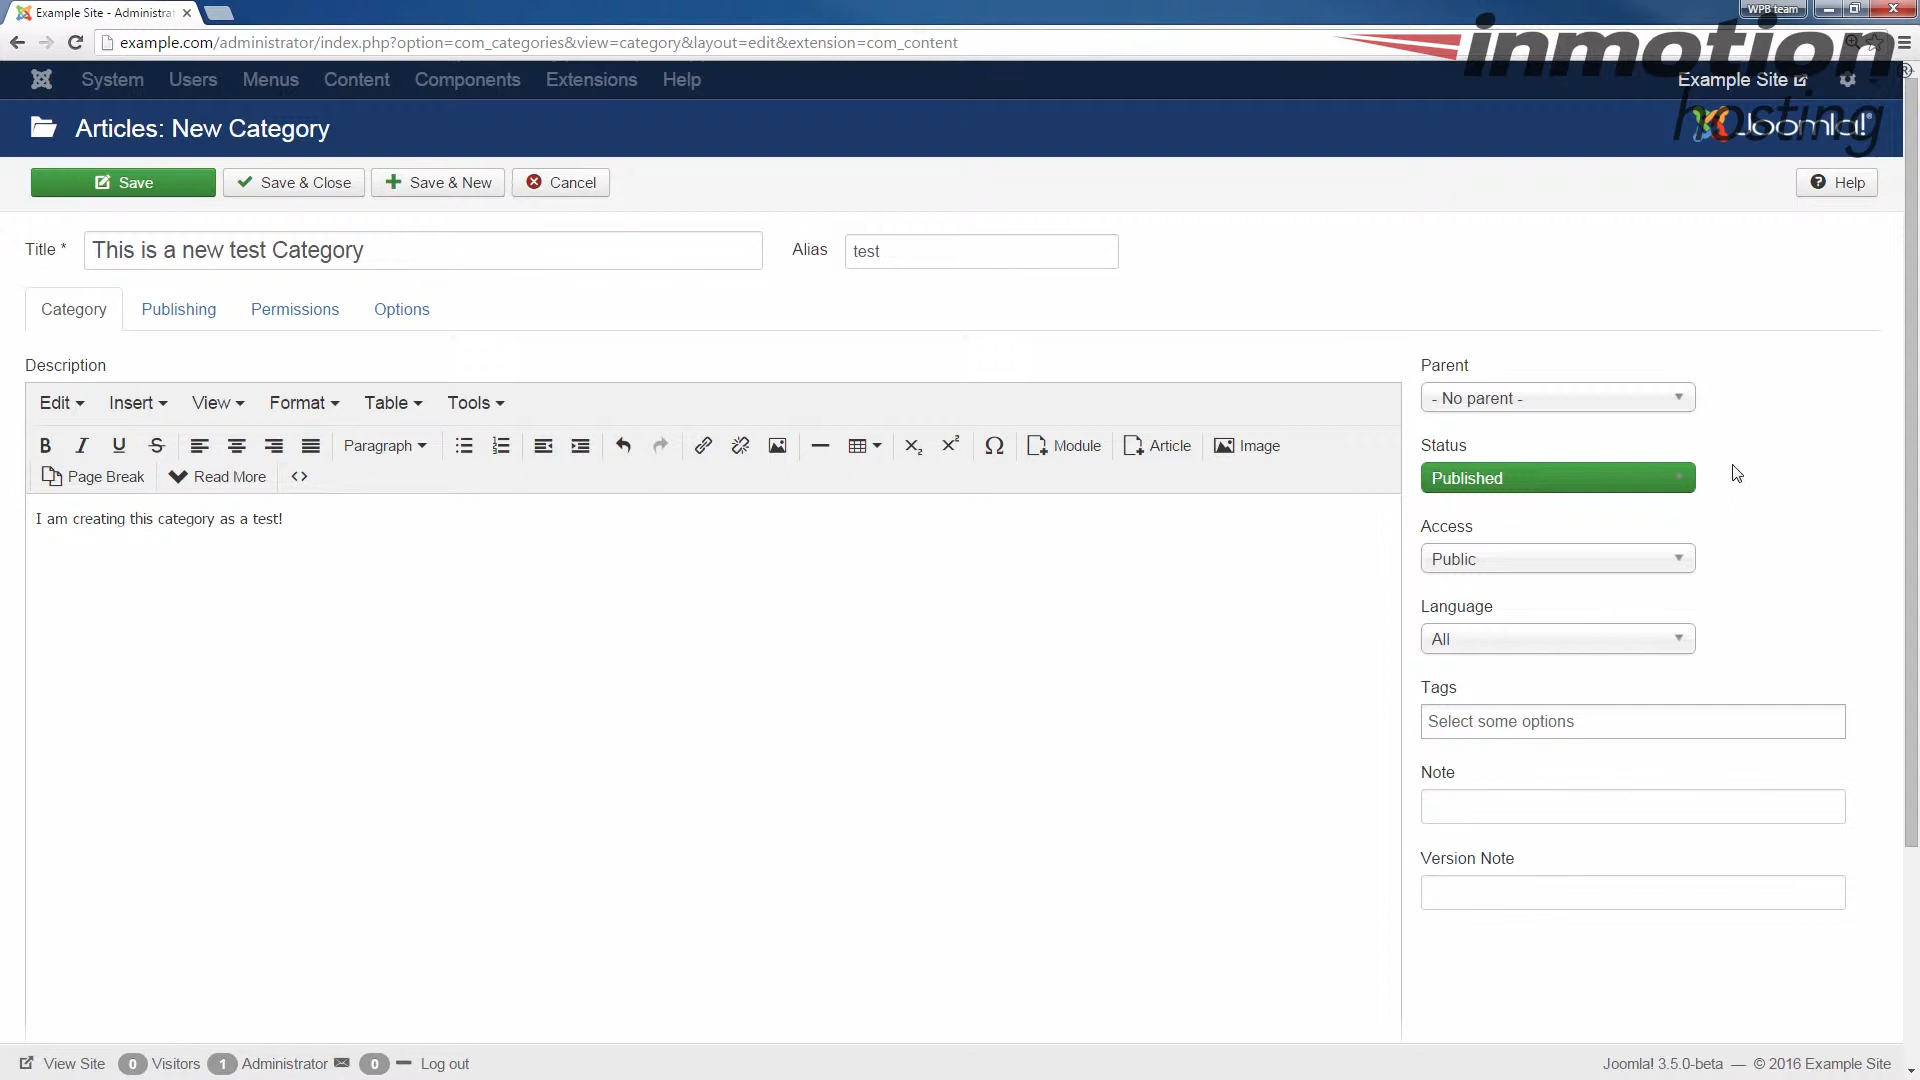 Example Site - Administrat
WPB team
example.com/administrator/index.php?option=com_categories&view=category&layout=edit&extension=com_content
inmotion
hosting
System Users Menus Content Components Extensions Help
Example Site
Articles: New Category
Joomla!
Save Save & Close Save & New Cancel Help
Title * This is a new test Category Alias test
Category Publishing Permissions Options
Description
Edit Insert View Format Table Tools
B I U S Paragraph Module Article Image
Page Break Read More
I am creating this category as a test!
Parent
- No parent -
Status
Published
Access
Public
Language
All
Tags
Select some options
Note
Version Note
View Site 0 Visitors 1 Administrator 0 Log out
Joomla! 3.5.0-beta — © 2016 Example Site